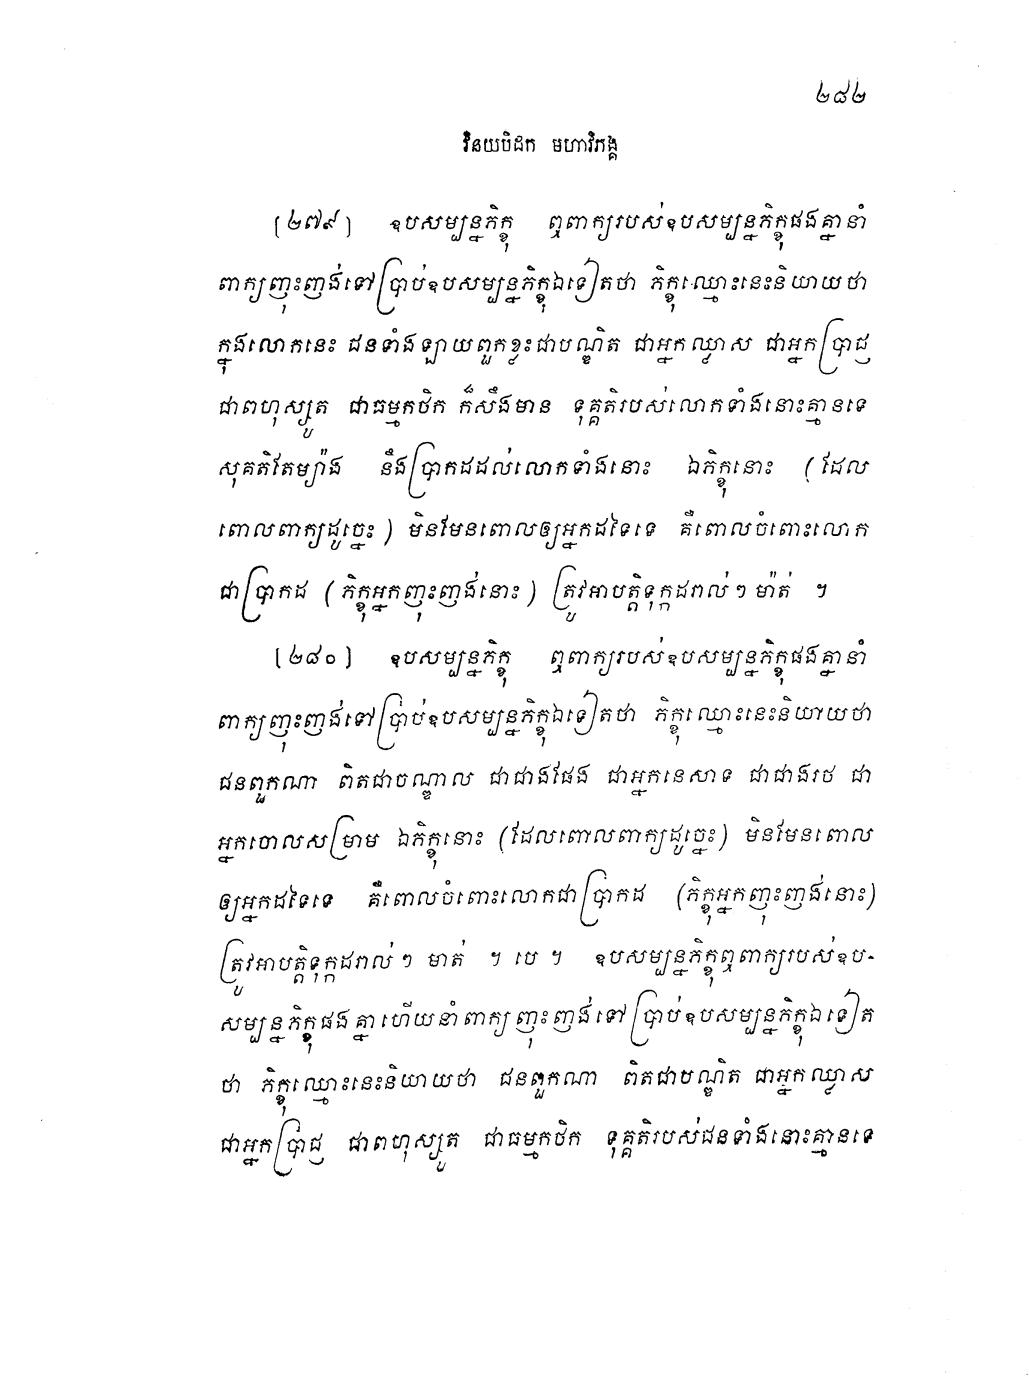 ២៨២
វិនយបិដក មហាវិភង្គ
[២៧៩] ឧបសម្បន្នភិក្ខុ ឮពាក្យរបស់ឧបសម្បន្នភិក្ខុផងគ្នានាំ
ពាក្យញុះញង់ទៅប្រាប់ឧបសម្បន្នភិក្ខុឯទៀតថា ភិក្ខុឈ្មោះនេះនិយាយថា
ក្នុងលោកនេះ ជនទាំងឡាយពួកខ្លះជាបណ្ឌិត ជាអ្នកឈ្លាស ជាអ្នកប្រាជ្ញ
ជាពហុស្សូត ជាធម្មកថិក ក៏សឹងមាន ទុគ្គតិរបស់លោកទាំងនោះគ្មានទេ
សុគតិតែម្យ៉ាង នឹងប្រាកដដល់លោកទាំងនោះ ឯភិក្ខុនោះ (ដែល
ពោលពាក្យដូច្នេះ) មិនមែនពោលឲ្យអ្នកដទៃទេ គឺពោលចំពោះលោក
ជាប្រាកដ (ភិក្ខុអ្នកញុះញង់នោះ) ត្រូវអាបត្តិទុក្កដរាល់ៗ ម៉ាត់ ។
[២៨០] ឧបសម្បន្នភិក្ខុ ឮពាក្យរបស់ឧបសម្បន្នភិក្ខុផងគ្នានាំ
ពាក្យញុះញង់ទៅប្រាប់ឧបសម្បន្នភិក្ខុឯទៀតថា ភិក្ខុឈ្មោះនេះនិយាយថា
ជនពួកណា ពិតជាចណ្ឌាល ជាជាងផែង ជាអ្នកនេសាទ ជាជាងរថ ជា
អ្នកចោលសម្រាម ឯភិក្ខុនោះ (ដែលពោលពាក្យដូច្នេះ) មិនមែនពោល
ឲ្យអ្នកដទៃទេ គឺពោលចំពោះលោកជាប្រាកដ (ភិក្ខុអ្នកញុះញង់នោះ)
ត្រូវអាបត្តិទុក្កដរាល់ៗ មាត់ ។ បេ ។ ឧបសម្បន្នភិក្ខុឮពាក្យរបស់ឧប-
សម្បន្នភិក្ខុផងគ្នាហើយនាំពាក្យញុះញង់ទៅប្រាប់ឧបសម្បន្នភិក្ខុឯទៀត
ថា ភិក្ខុឈ្មោះនេះនិយាយថា ជនពួកណា ពិតជាបណ្ឌិត ជាអ្នកឈ្លាស
ជាអ្នកប្រាជ្ញ ជាពហុស្សូត ជាធម្មកថិក ទុគ្គតិរបស់ជនទាំងនោះគ្មានទេ